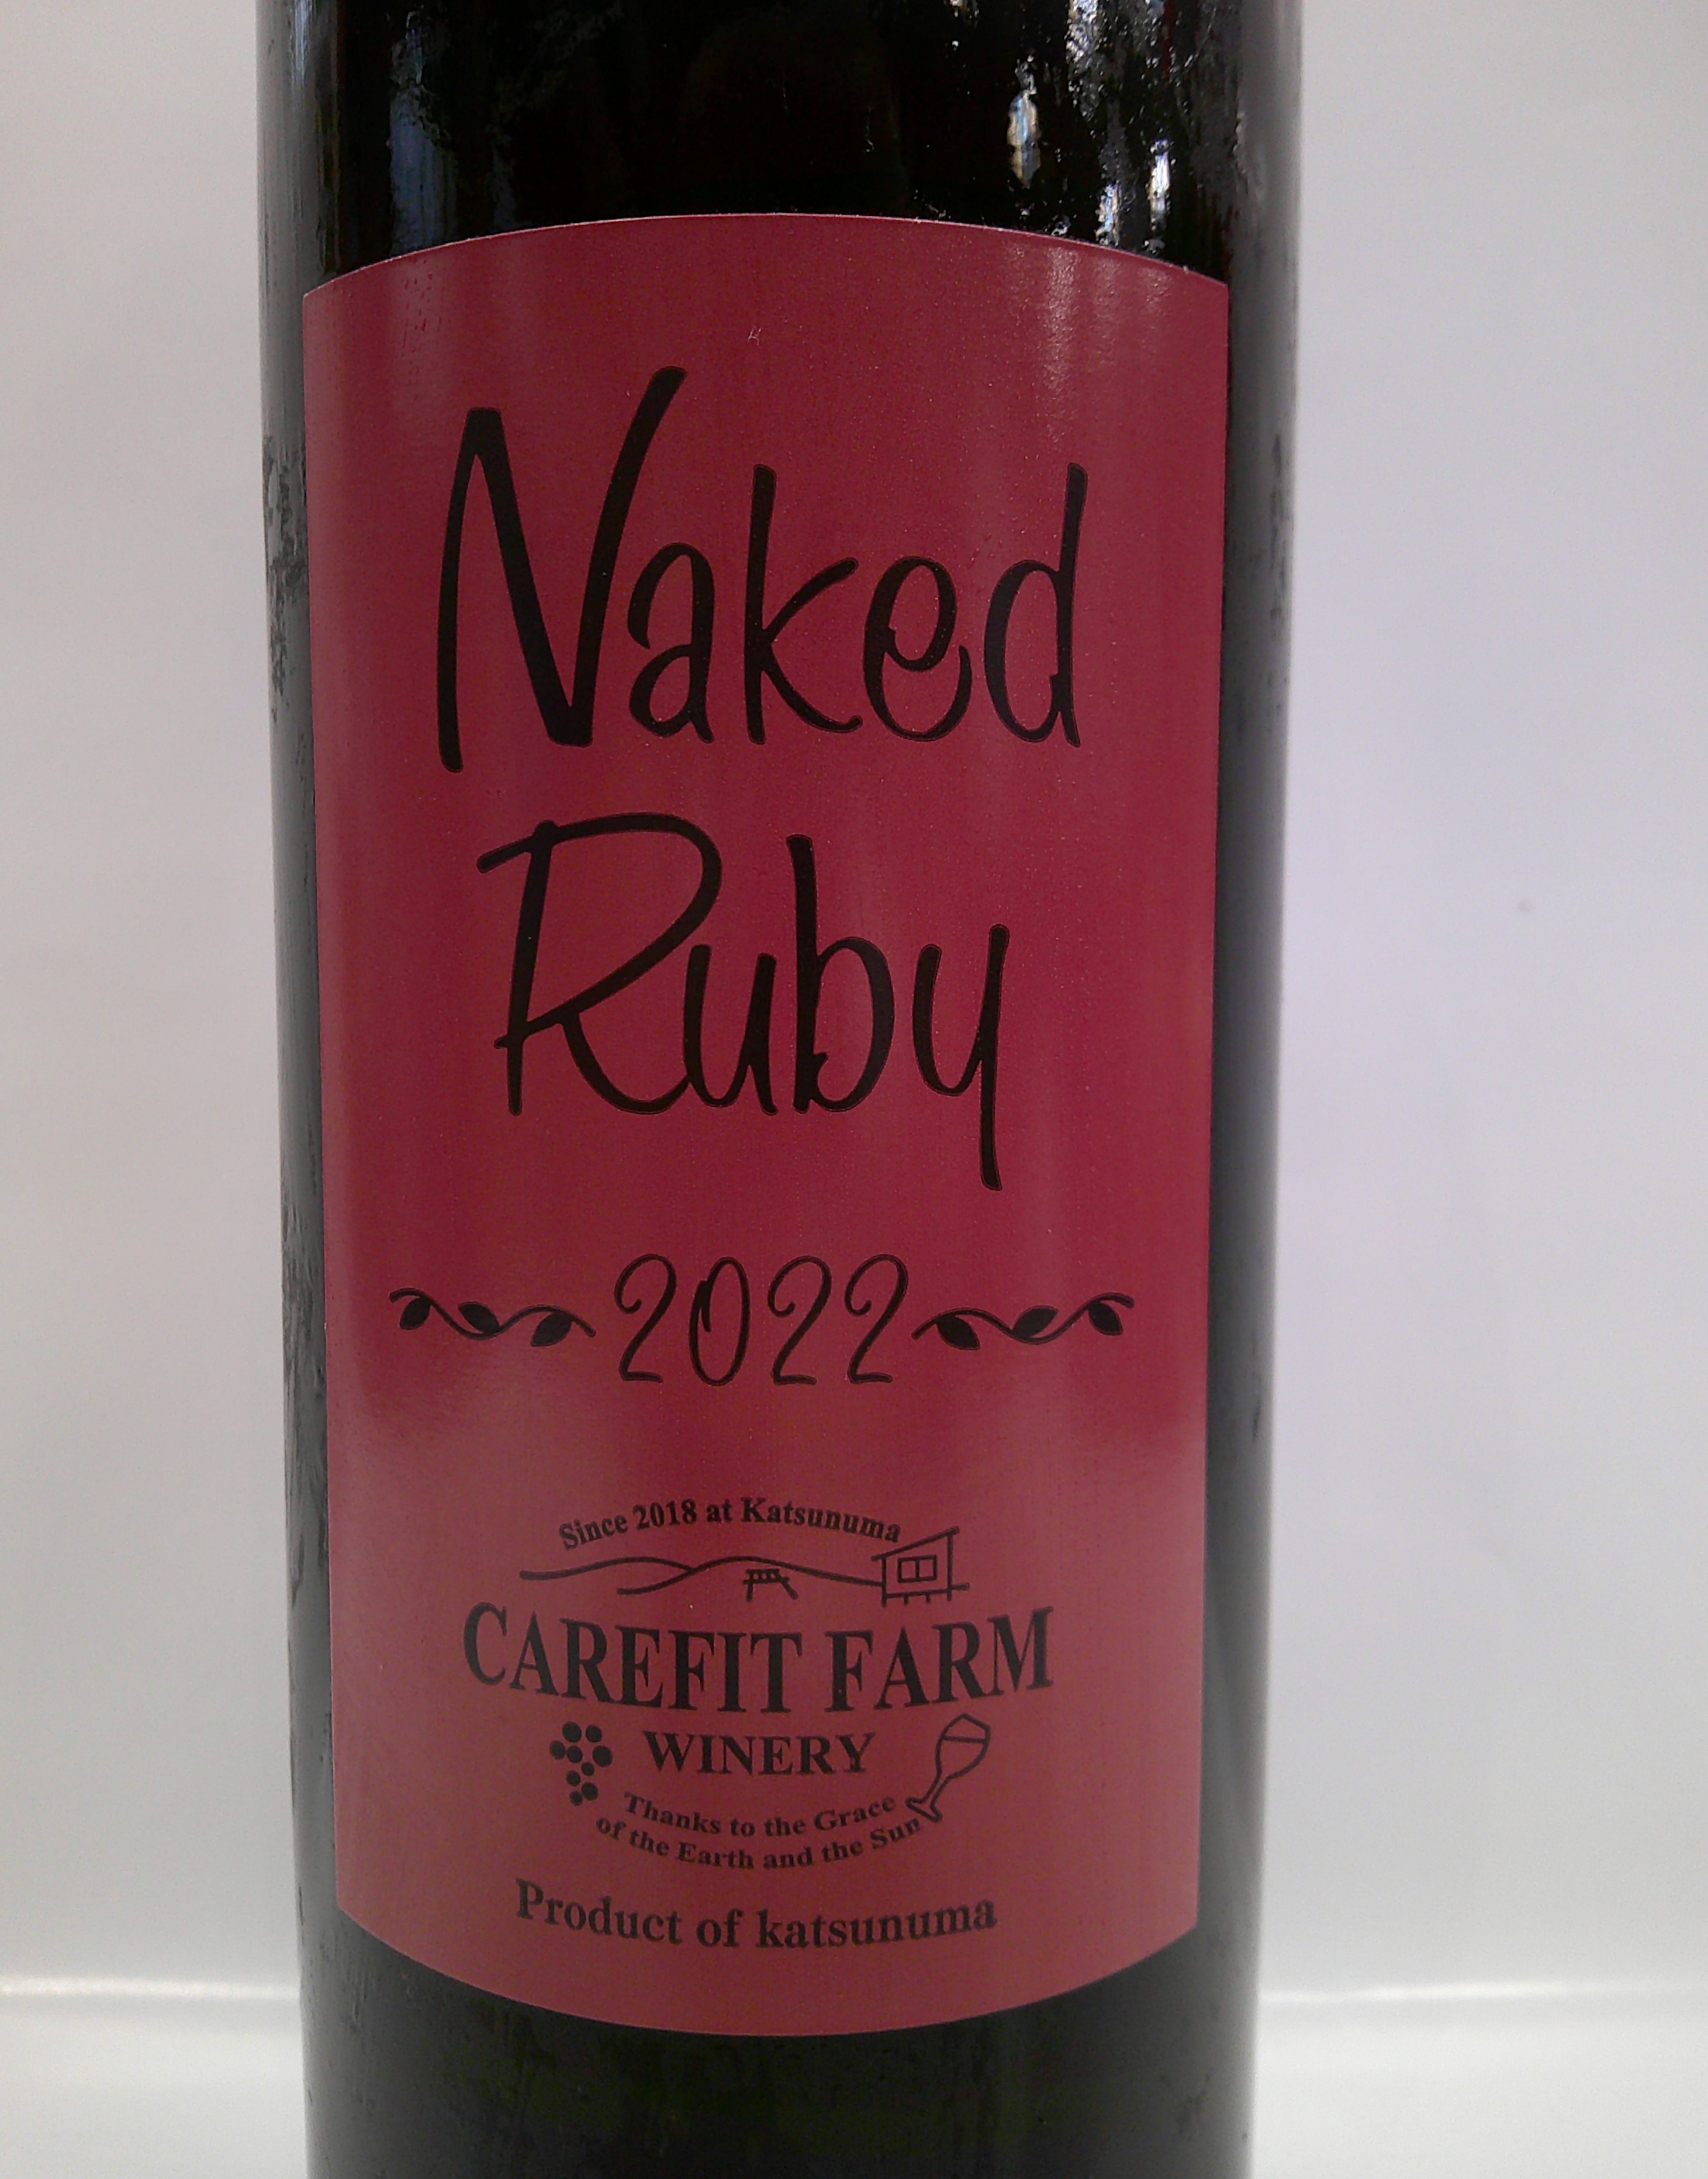 Naked
Ruby
2022
Since 2018 at Katsunuma
CAREFIT FARM
WINERY
Thanks to the Grace
of the Earth and the Sun
Product of katsunuma